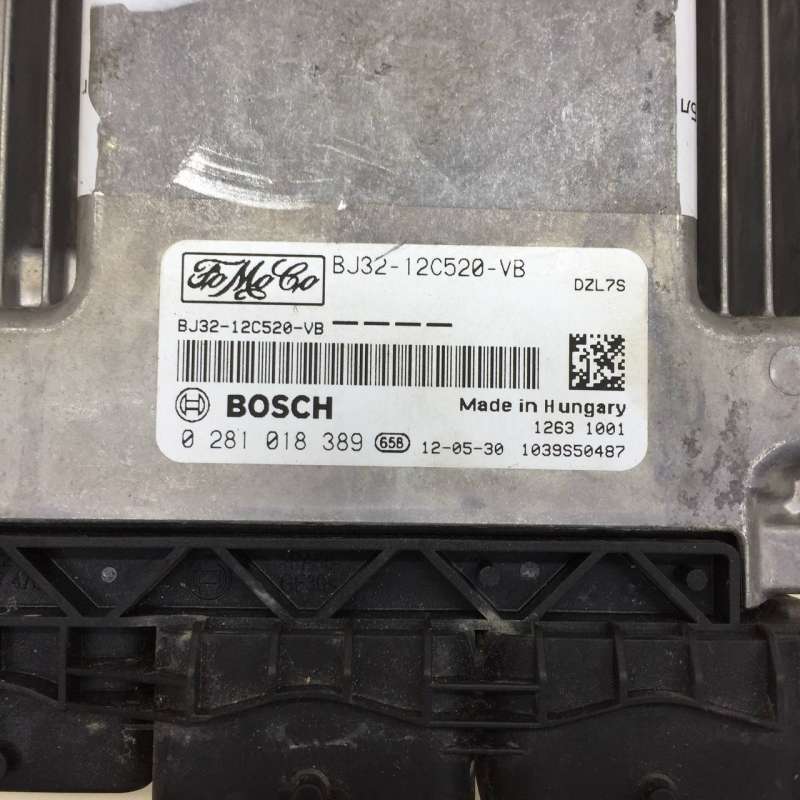 FoMoCo BJ32-12C520-VB
DZL7S
BJ32-12C520-VB ----
BOSCH
Made in Hungary
1263 1001
0 281 018 389 65B 12-05-30 1039S50487